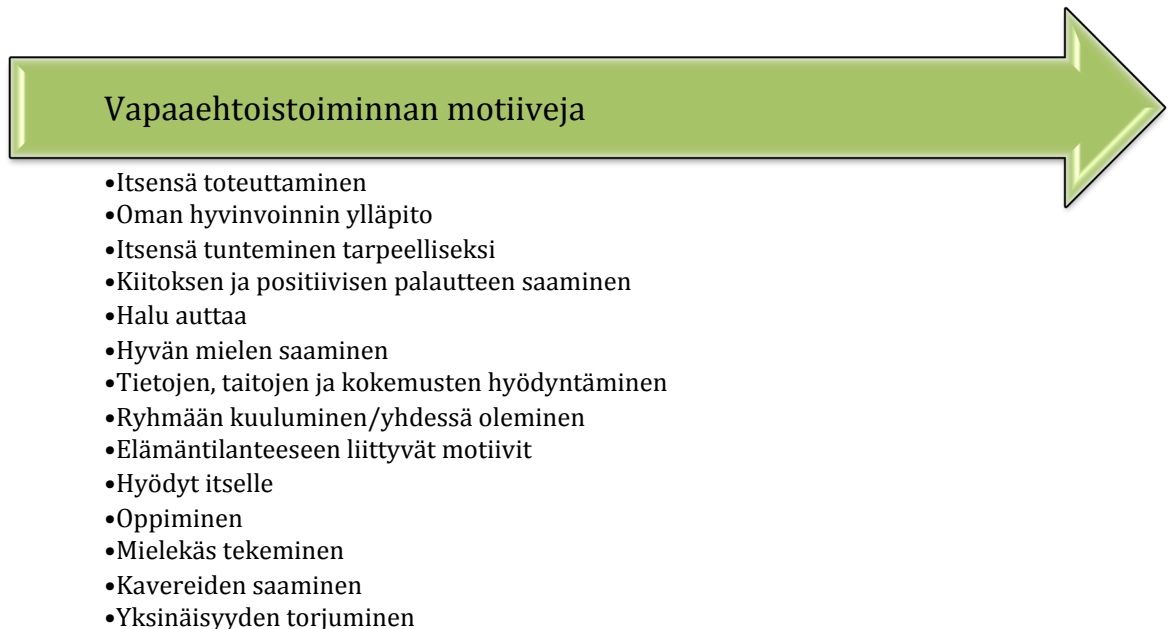 Vapaaehtoistoiminnan motiiveja
•Itsensä toteuttaminen
•Oman hyvinvoinnin ylläpito
•Itsensä tunteminen tarpeelliseksi
•Kiitoksen ja positiivisen palautteen saaminen
•Halu auttaa
•Hyvän mielen saaminen
•Tietojen, taitojen ja kokemusten hyödyntäminen
•Ryhmään kuuluminen/yhdessä oleminen
•Elämäntilanteeseen liittyvät motiivit
•Hyödyt itselle
•Oppiminen
•Mielekäs tekeminen
•Kavereiden saaminen
•Yksinäisyyden torjuminen